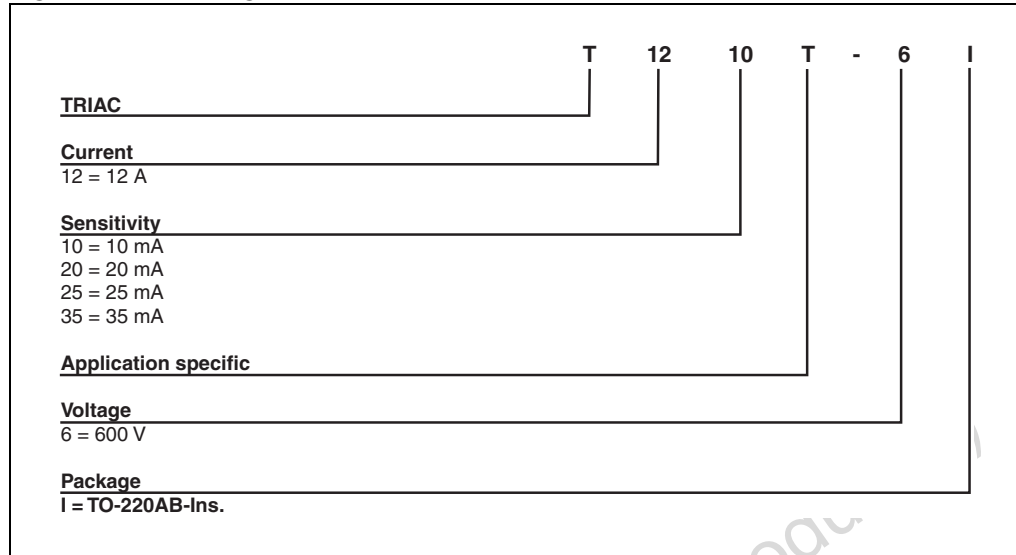 T 12 10 T - 6 I
TRIAC
Current
12 = 12 A
Sensitivity
10 = 10 mA
20 = 20 mA
25 = 25 mA
35 = 35 mA
Application specific
Voltage
6 = 600 V
Package
I = TO-220AB-Ins.